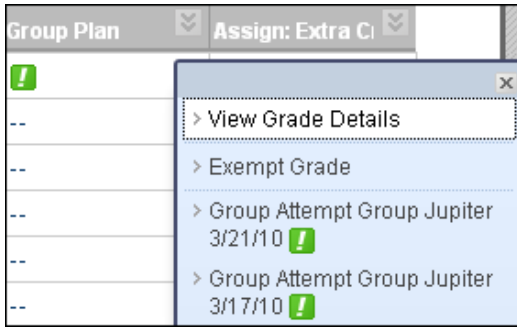 Group Plan
Assign: Extra C
!
> View Grade Details
--
> Exempt Grade
--
> Group Attempt Group Jupiter
3/21/10 !
--
> Group Attempt Group Jupiter
3/17/10 !
--
--